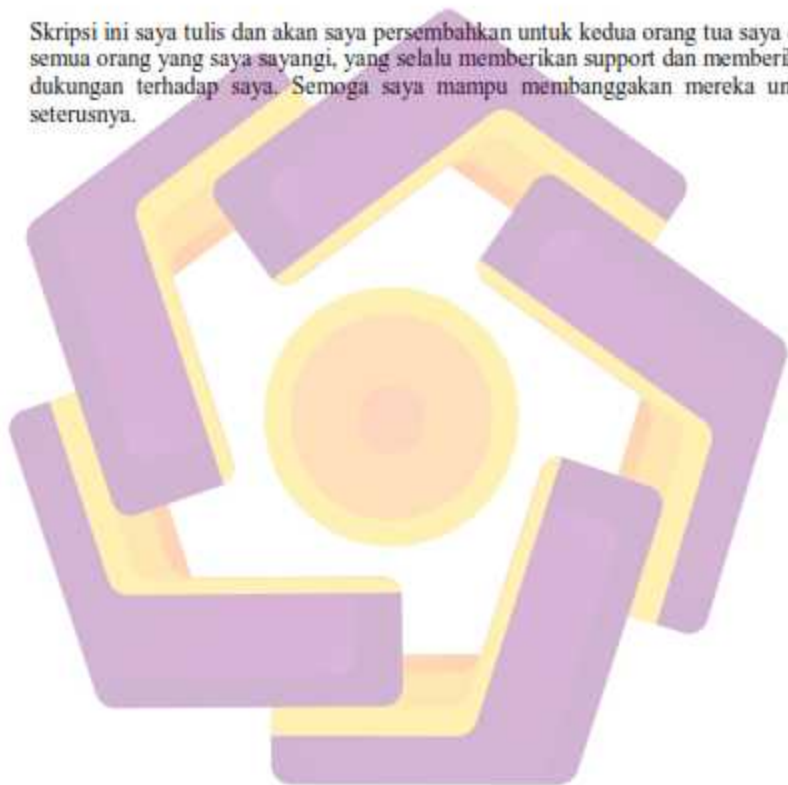 Skripsi ini saya tulis dan akan saya persembahkan untuk kedua orang tua saya
semua orang yang saya sayangi, yang selalu memberikan support dan memberi
dukungan terhadap saya. Semoga saya mampu membanggakan mereka un
seterusnya.